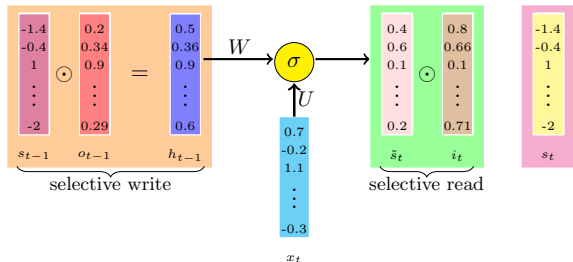 -1.4 0.2 0.5 W 0.4 0.8 -1.4
-0.4 0.34 0.36 σ 0.6 0.66 -0.4
1 ⊙ 0.9 = 0.9 0.1 ⊙ 0.1 1
⋮ ⋮ ⋮ U ⋮ ⋮ ⋮
-2 0.29 0.6 0.2 0.71 -2
s_{t−1} o_{t−1} h_{t−1} s̃_t i_t s_t
selective write selective read
0.7
-0.2
1.1
⋮
-0.3
x_t